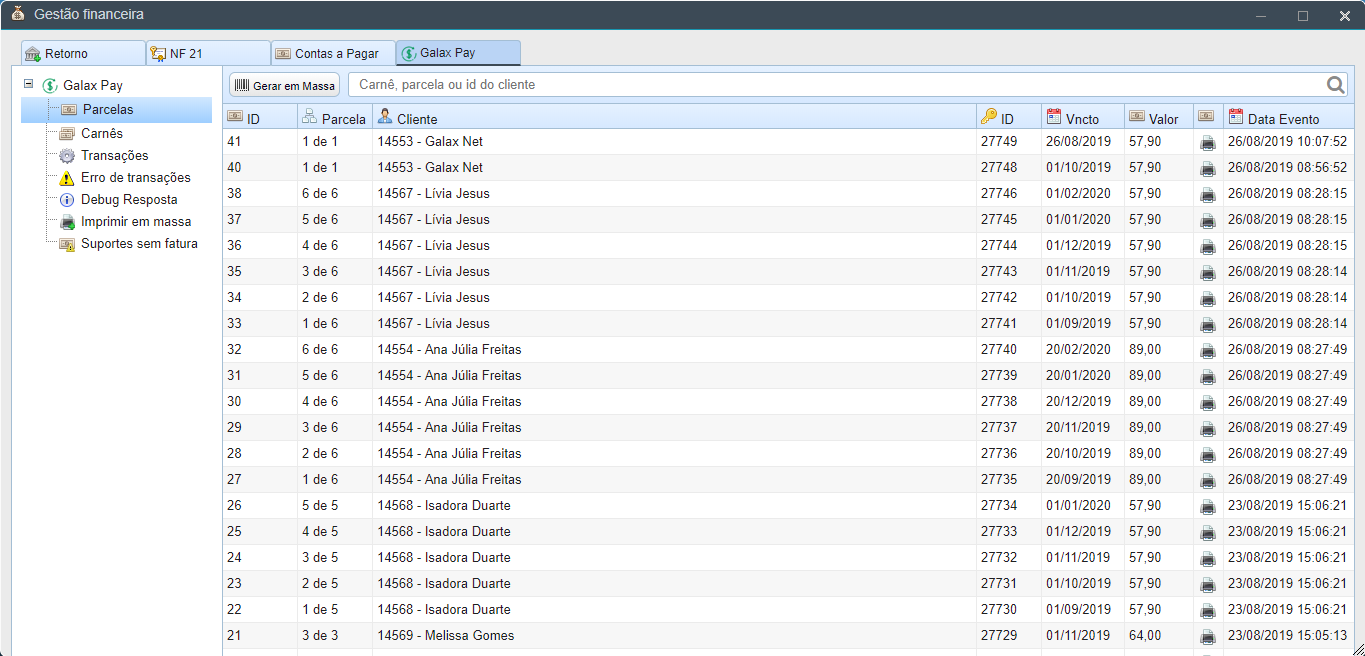 Gestão financeira
Retorno NF 21 Contas a Pagar Galax Pay
Galax Pay
Parcelas
Carnês
Transações
Erro de transações
Debug Resposta
Imprimir em massa
Suportes sem fatura
Gerar em Massa Carnê, parcela ou id do cliente
ID Parcela Cliente ID Vncto Valor Data Evento
41 1 de 1 14553 - Galax Net 27749 26/08/2019 57,90 26/08/2019 10:07:52
40 1 de 1 14553 - Galax Net 27748 01/10/2019 57,90 26/08/2019 08:56:52
38 6 de 6 14567 - Lívia Jesus 27746 01/02/2020 57,90 26/08/2019 08:28:15
37 5 de 6 14567 - Lívia Jesus 27745 01/01/2020 57,90 26/08/2019 08:28:15
36 4 de 6 14567 - Lívia Jesus 27744 01/12/2019 57,90 26/08/2019 08:28:15
35 3 de 6 14567 - Lívia Jesus 27743 01/11/2019 57,90 26/08/2019 08:28:14
34 2 de 6 14567 - Lívia Jesus 27742 01/10/2019 57,90 26/08/2019 08:28:14
33 1 de 6 14567 - Lívia Jesus 27741 01/09/2019 57,90 26/08/2019 08:28:14
32 6 de 6 14554 - Ana Júlia Freitas 27740 20/02/2020 89,00 26/08/2019 08:27:49
31 5 de 6 14554 - Ana Júlia Freitas 27739 20/01/2020 89,00 26/08/2019 08:27:49
30 4 de 6 14554 - Ana Júlia Freitas 27738 20/12/2019 89,00 26/08/2019 08:27:49
29 3 de 6 14554 - Ana Júlia Freitas 27737 20/11/2019 89,00 26/08/2019 08:27:49
28 2 de 6 14554 - Ana Júlia Freitas 27736 20/10/2019 89,00 26/08/2019 08:27:49
27 1 de 6 14554 - Ana Júlia Freitas 27735 20/09/2019 89,00 26/08/2019 08:27:49
26 5 de 5 14568 - Isadora Duarte 27734 01/01/2020 57,90 23/08/2019 15:06:21
25 4 de 5 14568 - Isadora Duarte 27733 01/12/2019 57,90 23/08/2019 15:06:21
24 3 de 5 14568 - Isadora Duarte 27732 01/11/2019 57,90 23/08/2019 15:06:21
23 2 de 5 14568 - Isadora Duarte 27731 01/10/2019 57,90 23/08/2019 15:06:21
22 1 de 5 14568 - Isadora Duarte 27730 01/09/2019 57,90 23/08/2019 15:06:21
21 3 de 3 14569 - Melissa Gomes 27729 01/11/2019 64,00 23/08/2019 15:05:13